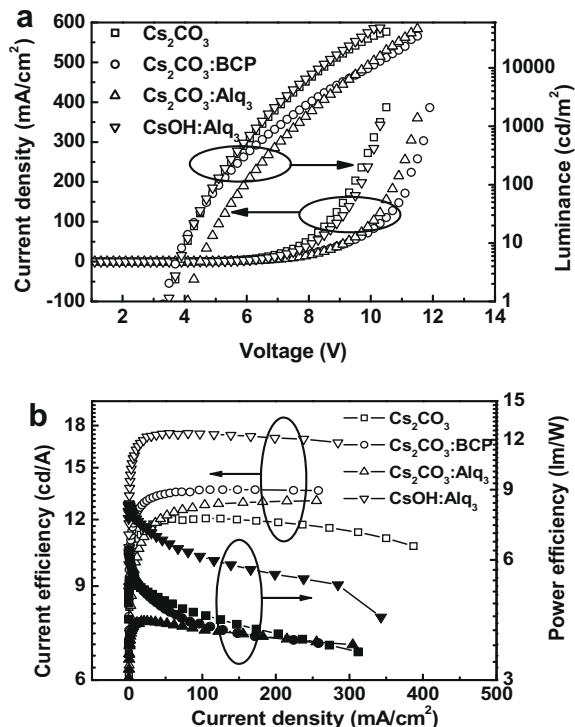 a
600
500
400
300
200
100
0
-100
Current density (mA/cm²)
Cs₂CO₃
Cs₂CO₃:BCP
Cs₂CO₃:Alq₃
CsOH:Alq₃
10000
1000
100
10
1
Luminance (cd/m²)
2 4 6 8 10 12 14
Voltage (V)
b
18
15
12
9
6
Current efficiency (cd/A)
Cs₂CO₃
Cs₂CO₃:BCP
Cs₂CO₃:Alq₃
CsOH:Alq₃
15
12
9
6
3
Power efficiency (lm/W)
0 100 200 300 400 500
Current density (mA/cm²)